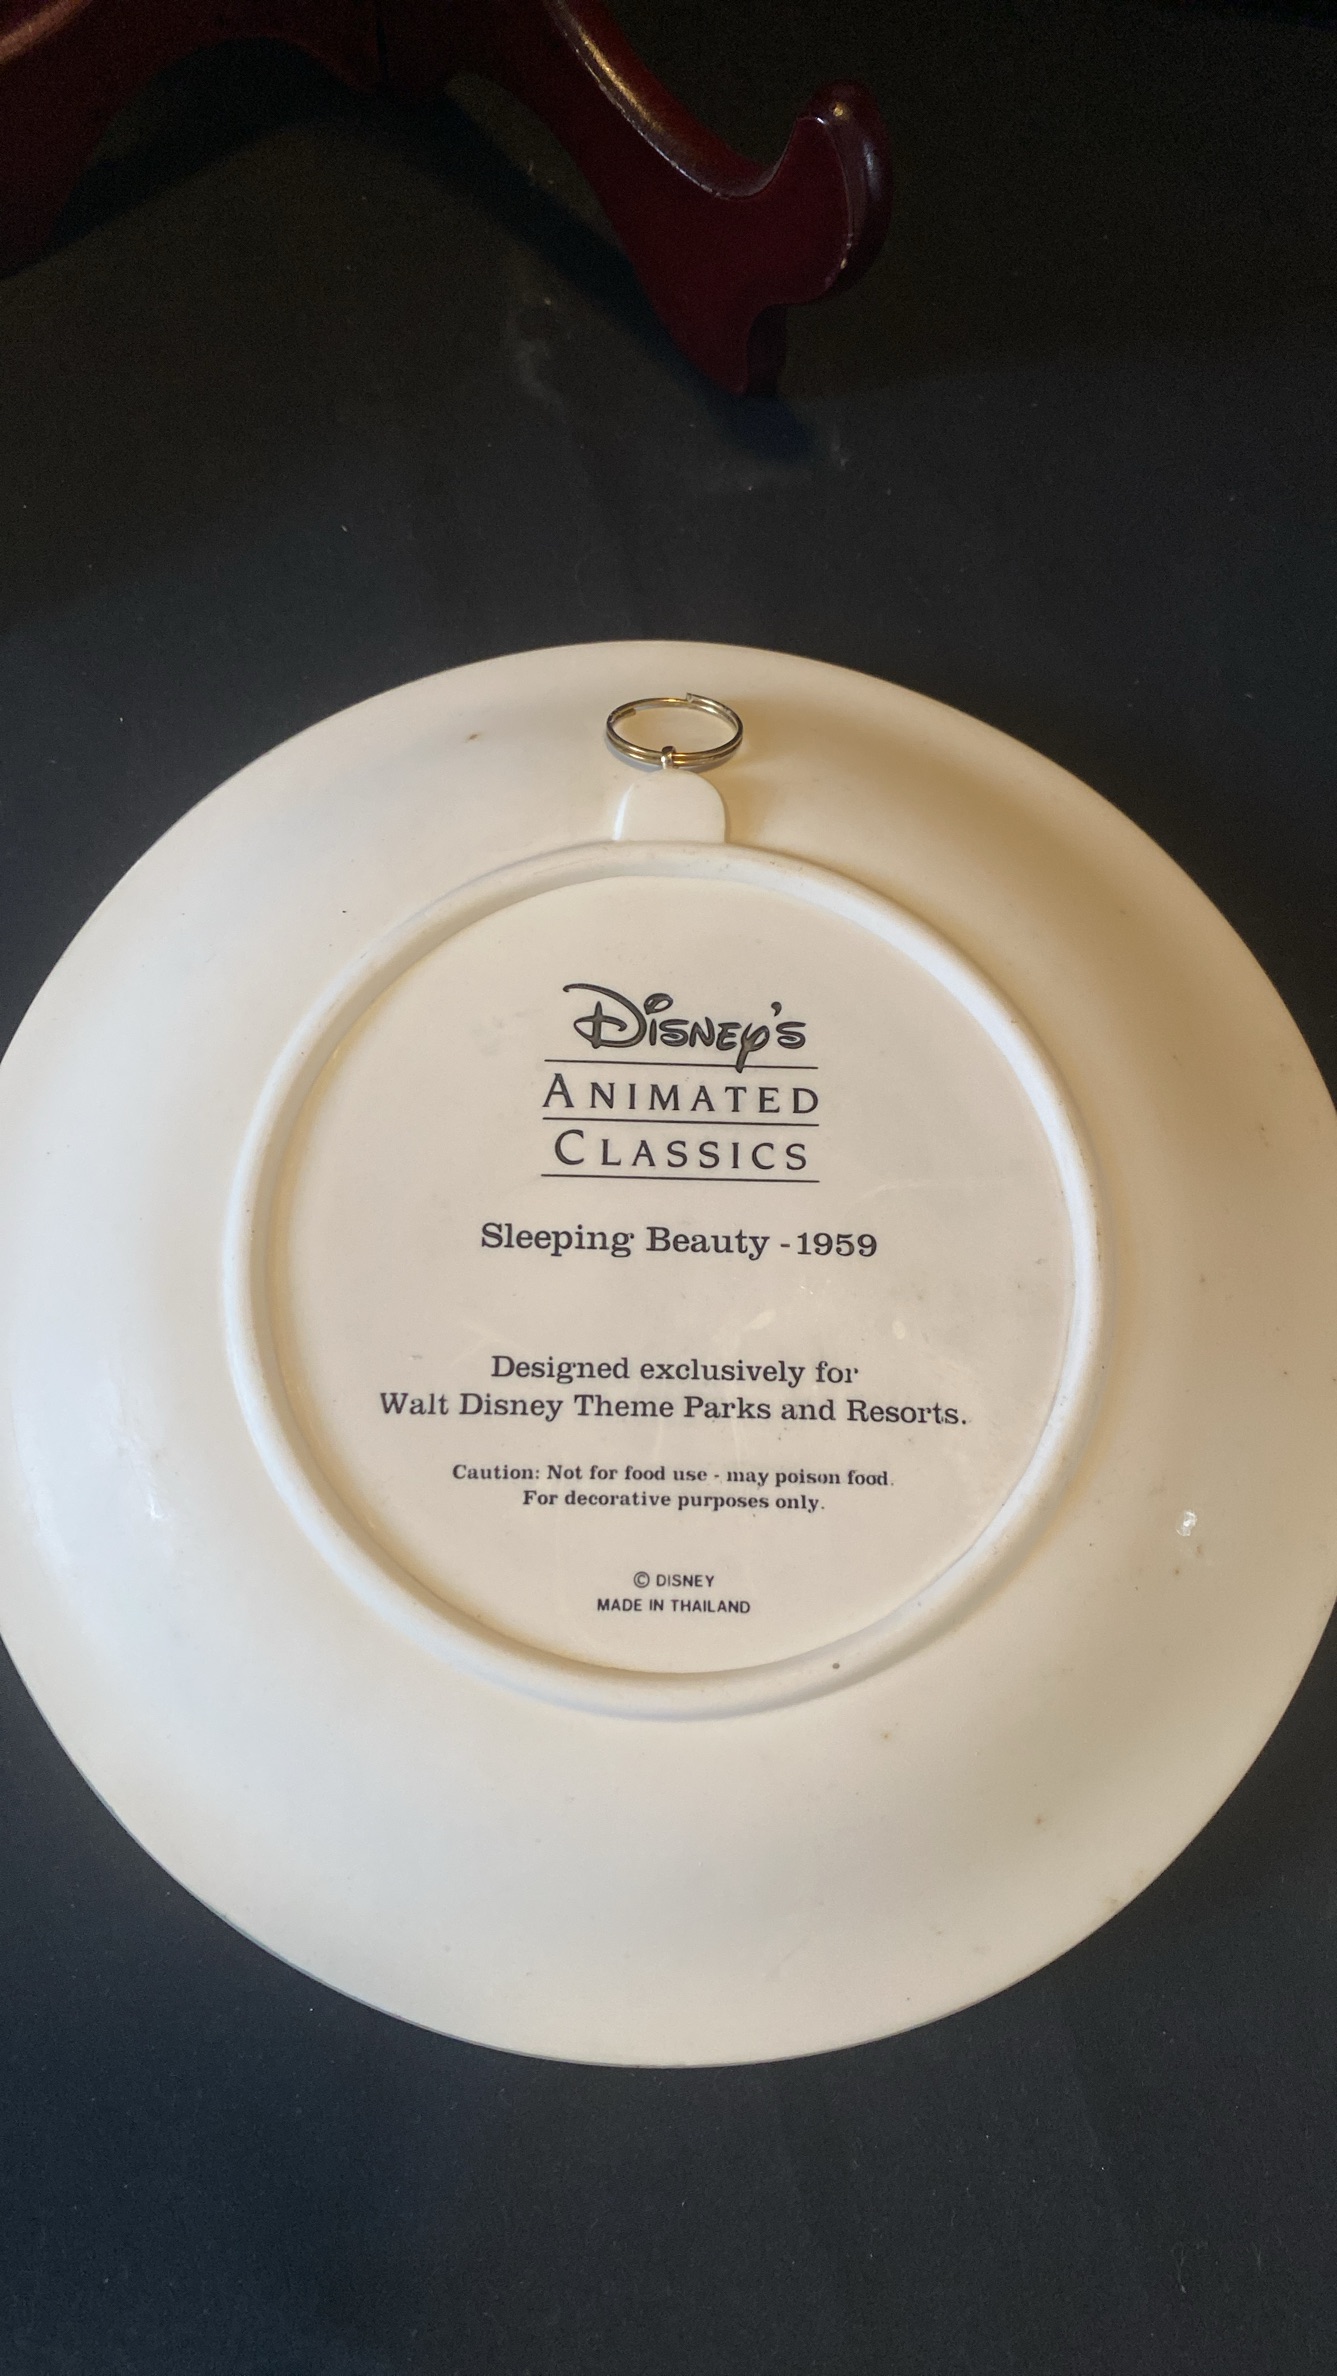 Disney's
ANIMATED
CLASSICS
Sleeping Beauty - 1959
Designed exclusively for
Walt Disney Theme Parks and Resorts.
Caution: Not for food use - may poison food.
For decorative purposes only.
© DISNEY
MADE IN THAILAND